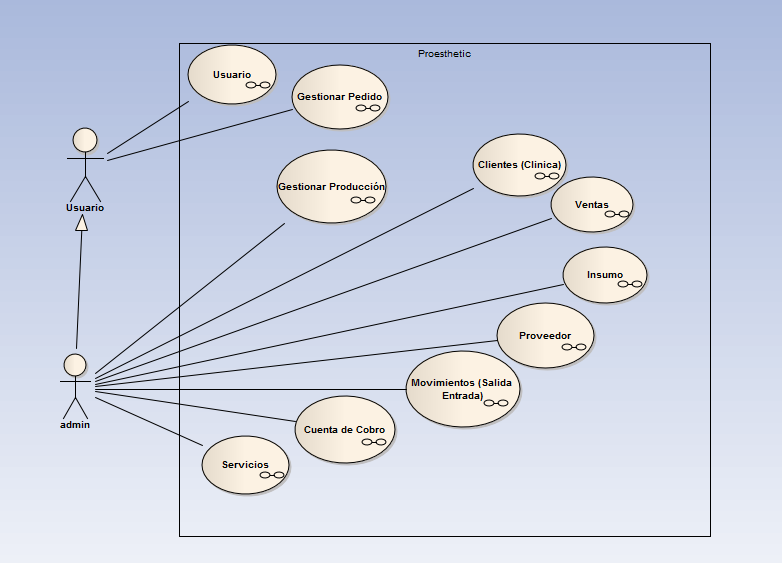 Proesthetic
Usuario
Gestionar Pedido
Clientes (Clinica)
Gestionar Producción
Ventas
Usuario
Insumo
Proveedor
Movimientos (Salida
Entrada)
admin
Cuenta de Cobro
Servicios